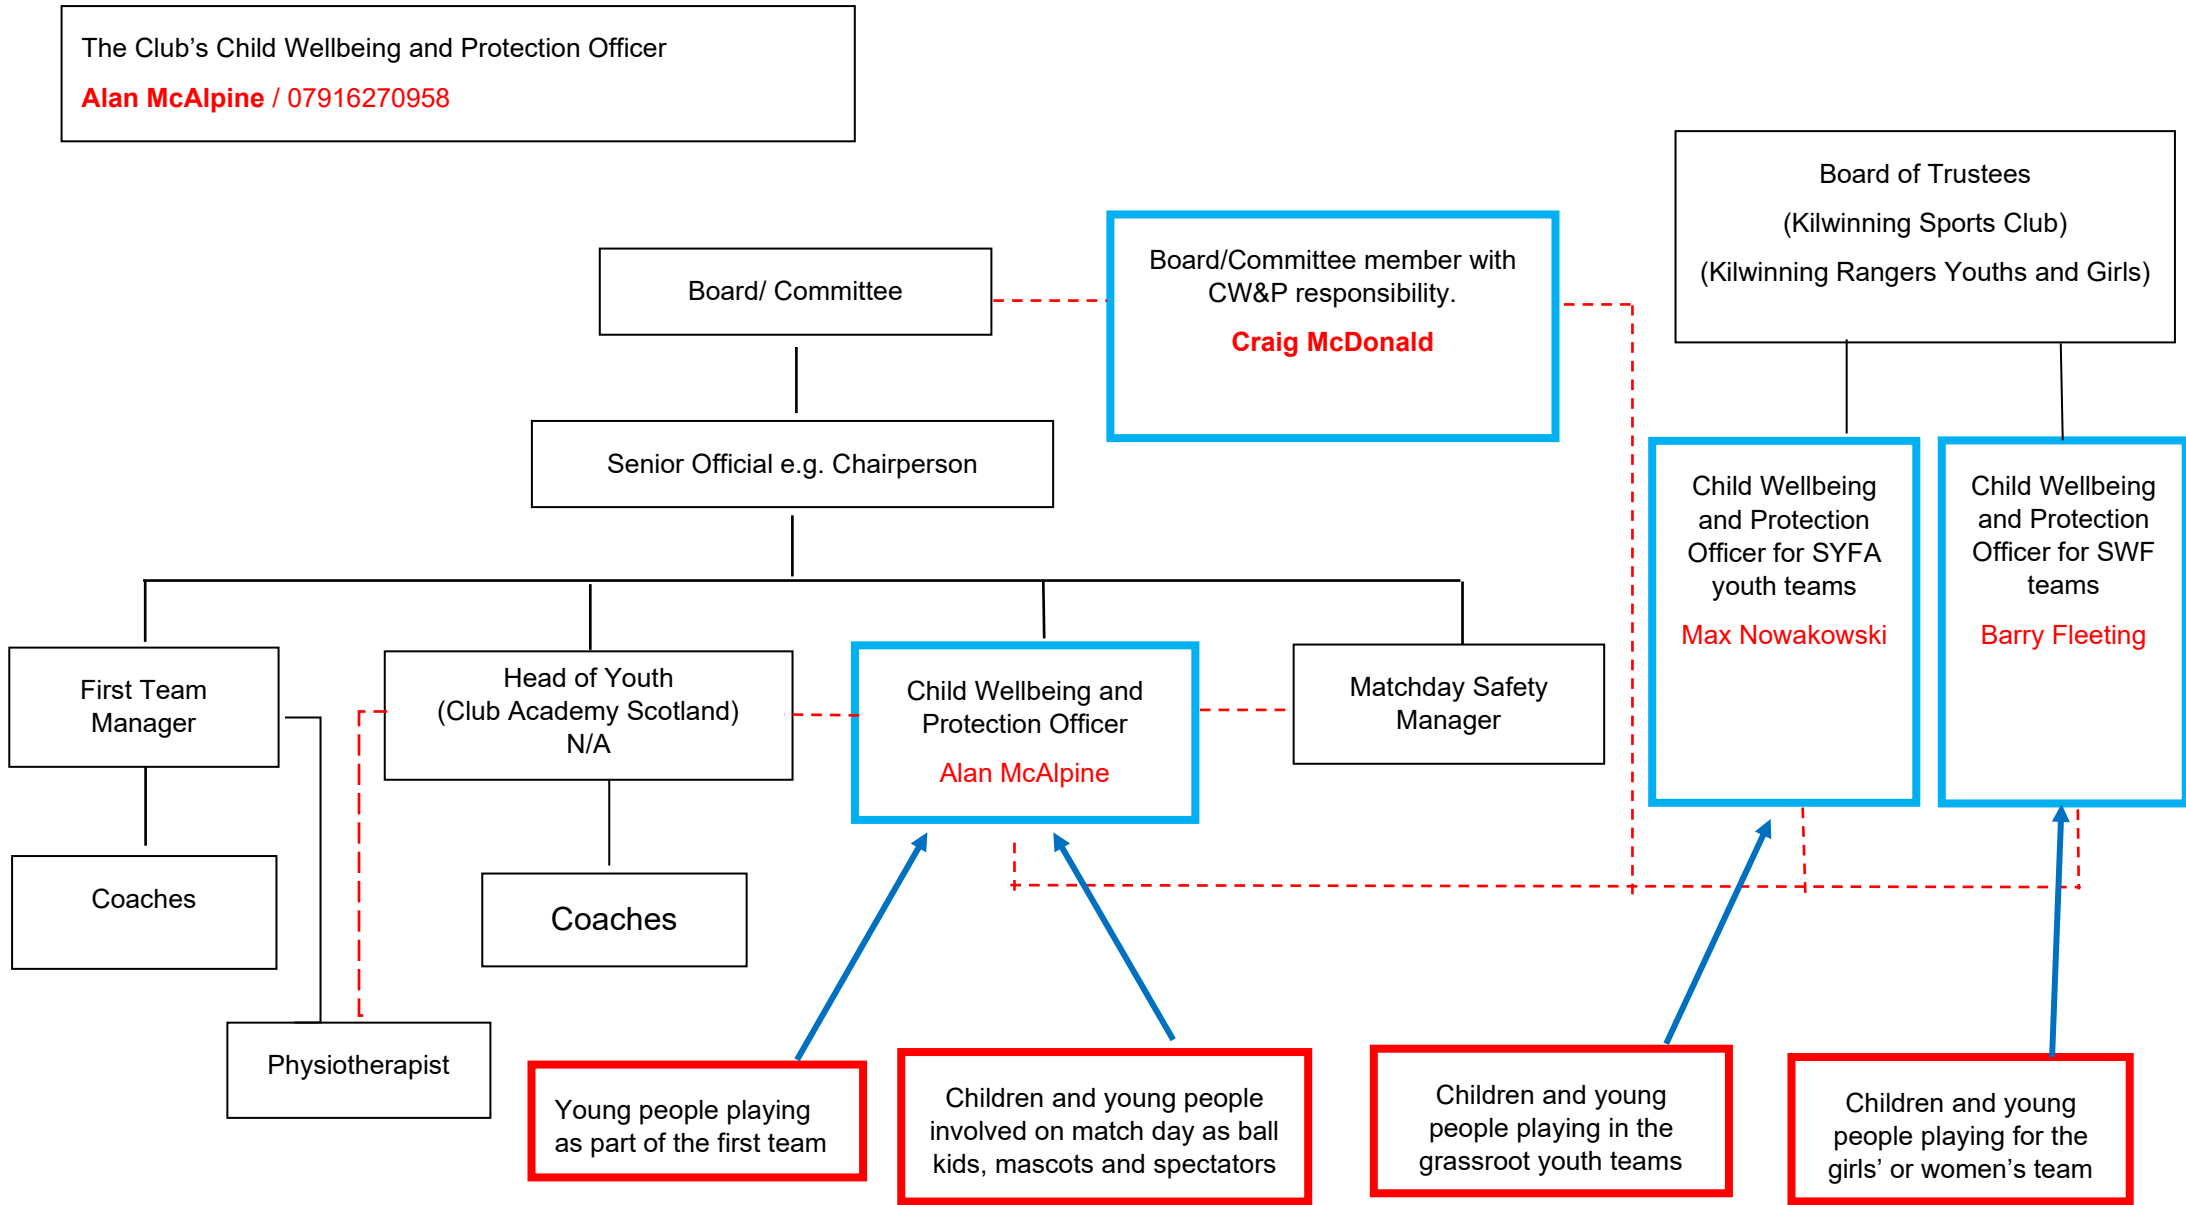 The Club’s Child Wellbeing and Protection Officer
Alan McAlpine / 07916270958
Board of Trustees
(Kilwinning Sports Club)
(Kilwinning Rangers Youths and Girls)
Board/ Committee
Board/Committee member with
CW&P responsibility.
Craig McDonald
Senior Official e.g. Chairperson
Child Wellbeing
and Protection
Officer for SYFA
youth teams
Max Nowakowski
Child Wellbeing
and Protection
Officer for SWF
teams
Barry Fleeting
First Team
Manager
Head of Youth
(Club Academy Scotland)
N/A
Child Wellbeing and
Protection Officer
Alan McAlpine
Matchday Safety
Manager
Coaches
Coaches
Physiotherapist
Young people playing
as part of the first team
Children and young people
involved on match day as ball
kids, mascots and spectators
Children and young
people playing in the
grassroot youth teams
Children and young
people playing for the
girls’ or women’s team